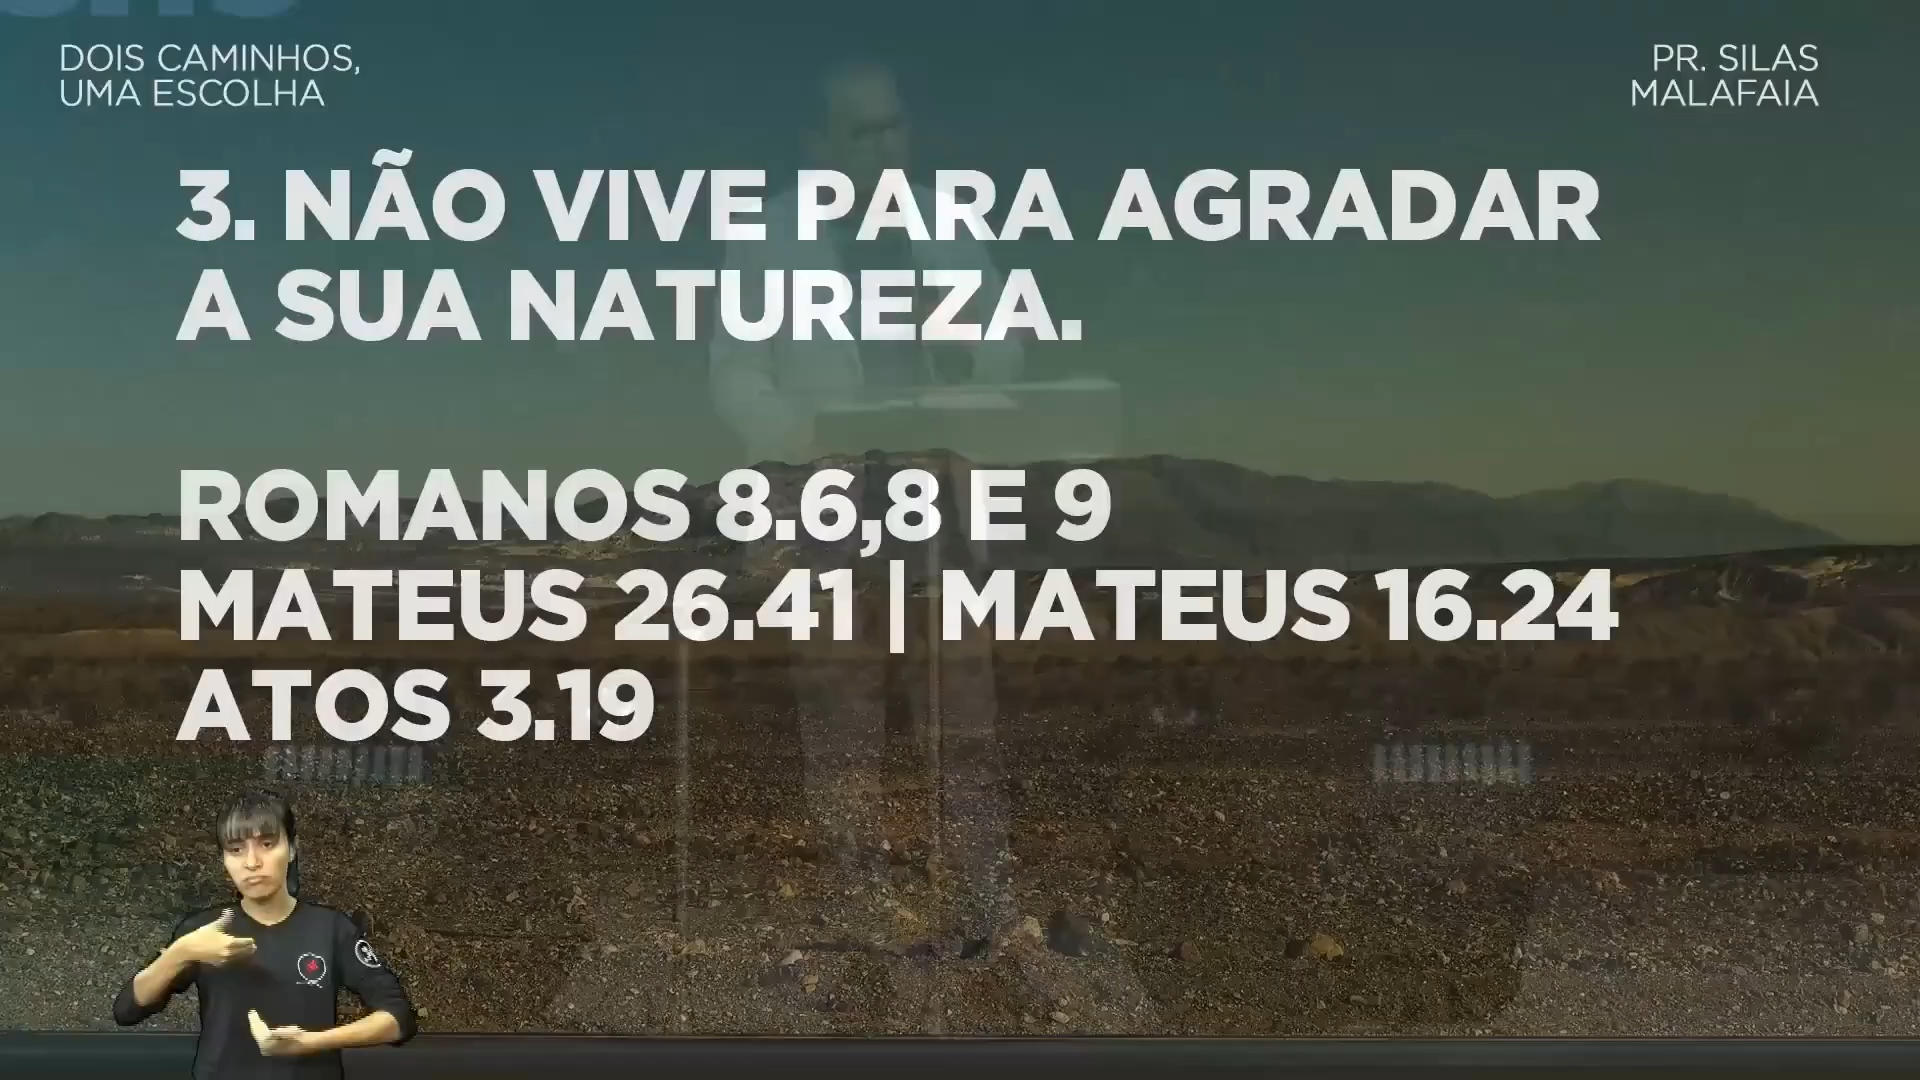 DOIS CAMINHOS,
UMA ESCOLHA
PR. SILAS
MALAFAIA
3. NÃO VIVE PARA AGRADAR
A SUA NATUREZA.
ROMANOS 8.6,8 E 9
MATEUS 26.41 | MATEUS 16.24
ATOS 3.19